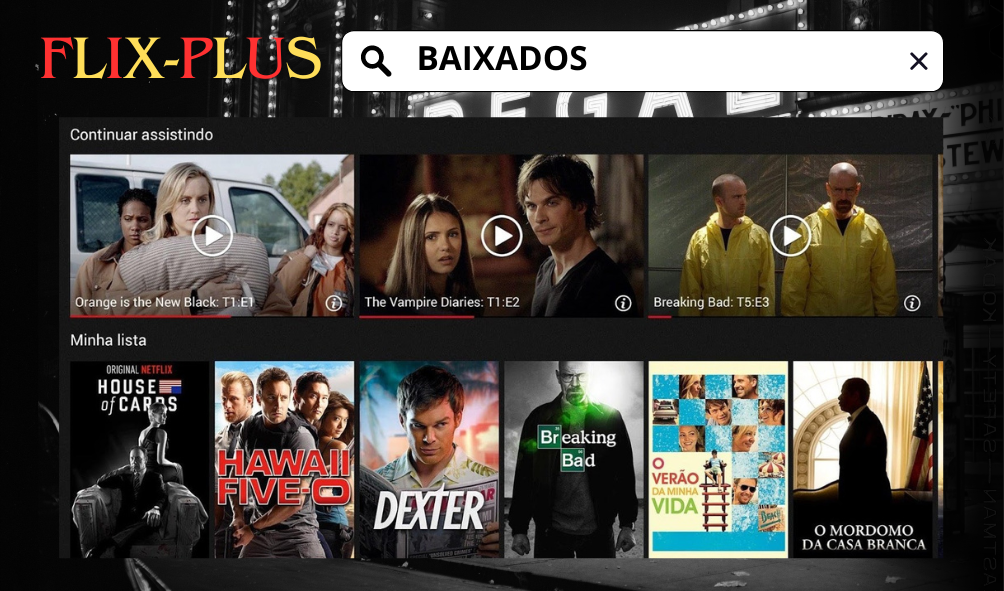 FLIX-PLUS
BAIXADOS
REGAL
Continuar assistindo
Orange is the New Black: T1:E1
The Vampire Diaries: T1:E2
Breaking Bad: T5:E3
Minha lista
ORIGINAL NETFLIX
HOUSE
of CARDS
HAWAII
FIVE-O
DEXTER
Breaking
Bad
O
VERÃO
DA MINHA
VIDA
O MORDOMO
DA CASA BRANCA